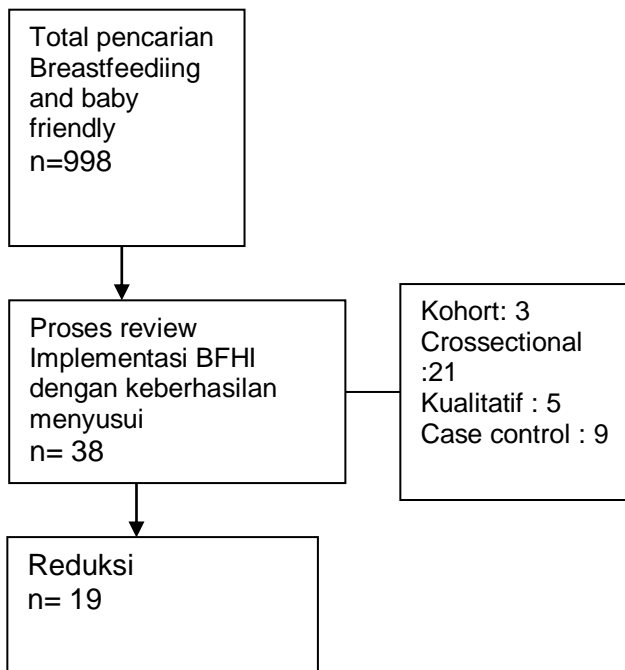 Total pencarian
Breastfeediing
and baby
friendly
n=998
Proses review
Implementasi BFHI
dengan keberhasilan
menyusui
n= 38
Kohort: 3
Crossectional
:21
Kualitatif : 5
Case control : 9
Reduksi
n= 19